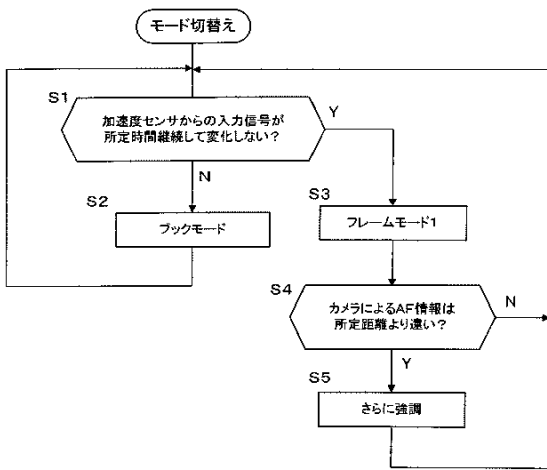 モード切替え
S1
加速度センサからの入力信号が
所定時間継続して変化しない?
Y
N
S2
ブックモード
S3
フレームモード1
S4
カメラによるAF情報は
所定距離より遠い?
N
Y
S5
さらに強調